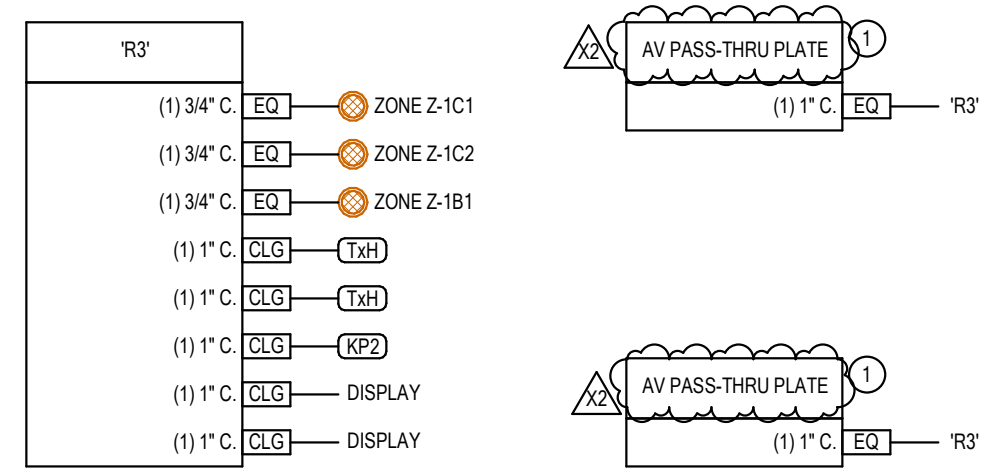 'R3'
(1) 3/4" C. EQ ZONE Z-1C1
(1) 3/4" C. EQ ZONE Z-1C2
(1) 3/4" C. EQ ZONE Z-1B1
(1) 1" C. CLG TxH
(1) 1" C. CLG TxH
(1) 1" C. CLG KP2
(1) 1" C. CLG DISPLAY
(1) 1" C. CLG DISPLAY
X2 AV PASS-THRU PLATE 1
(1) 1" C. EQ 'R3'
X2 AV PASS-THRU PLATE 1
(1) 1" C. EQ 'R3'